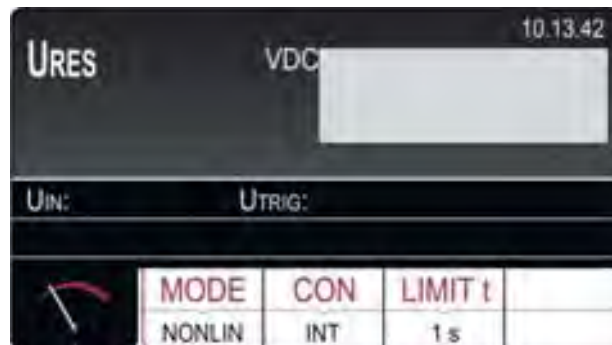 10.13.42
URES VDC
UIN: UTRIG:
MODE CON LIMIT t
NONLIN INT 1 s